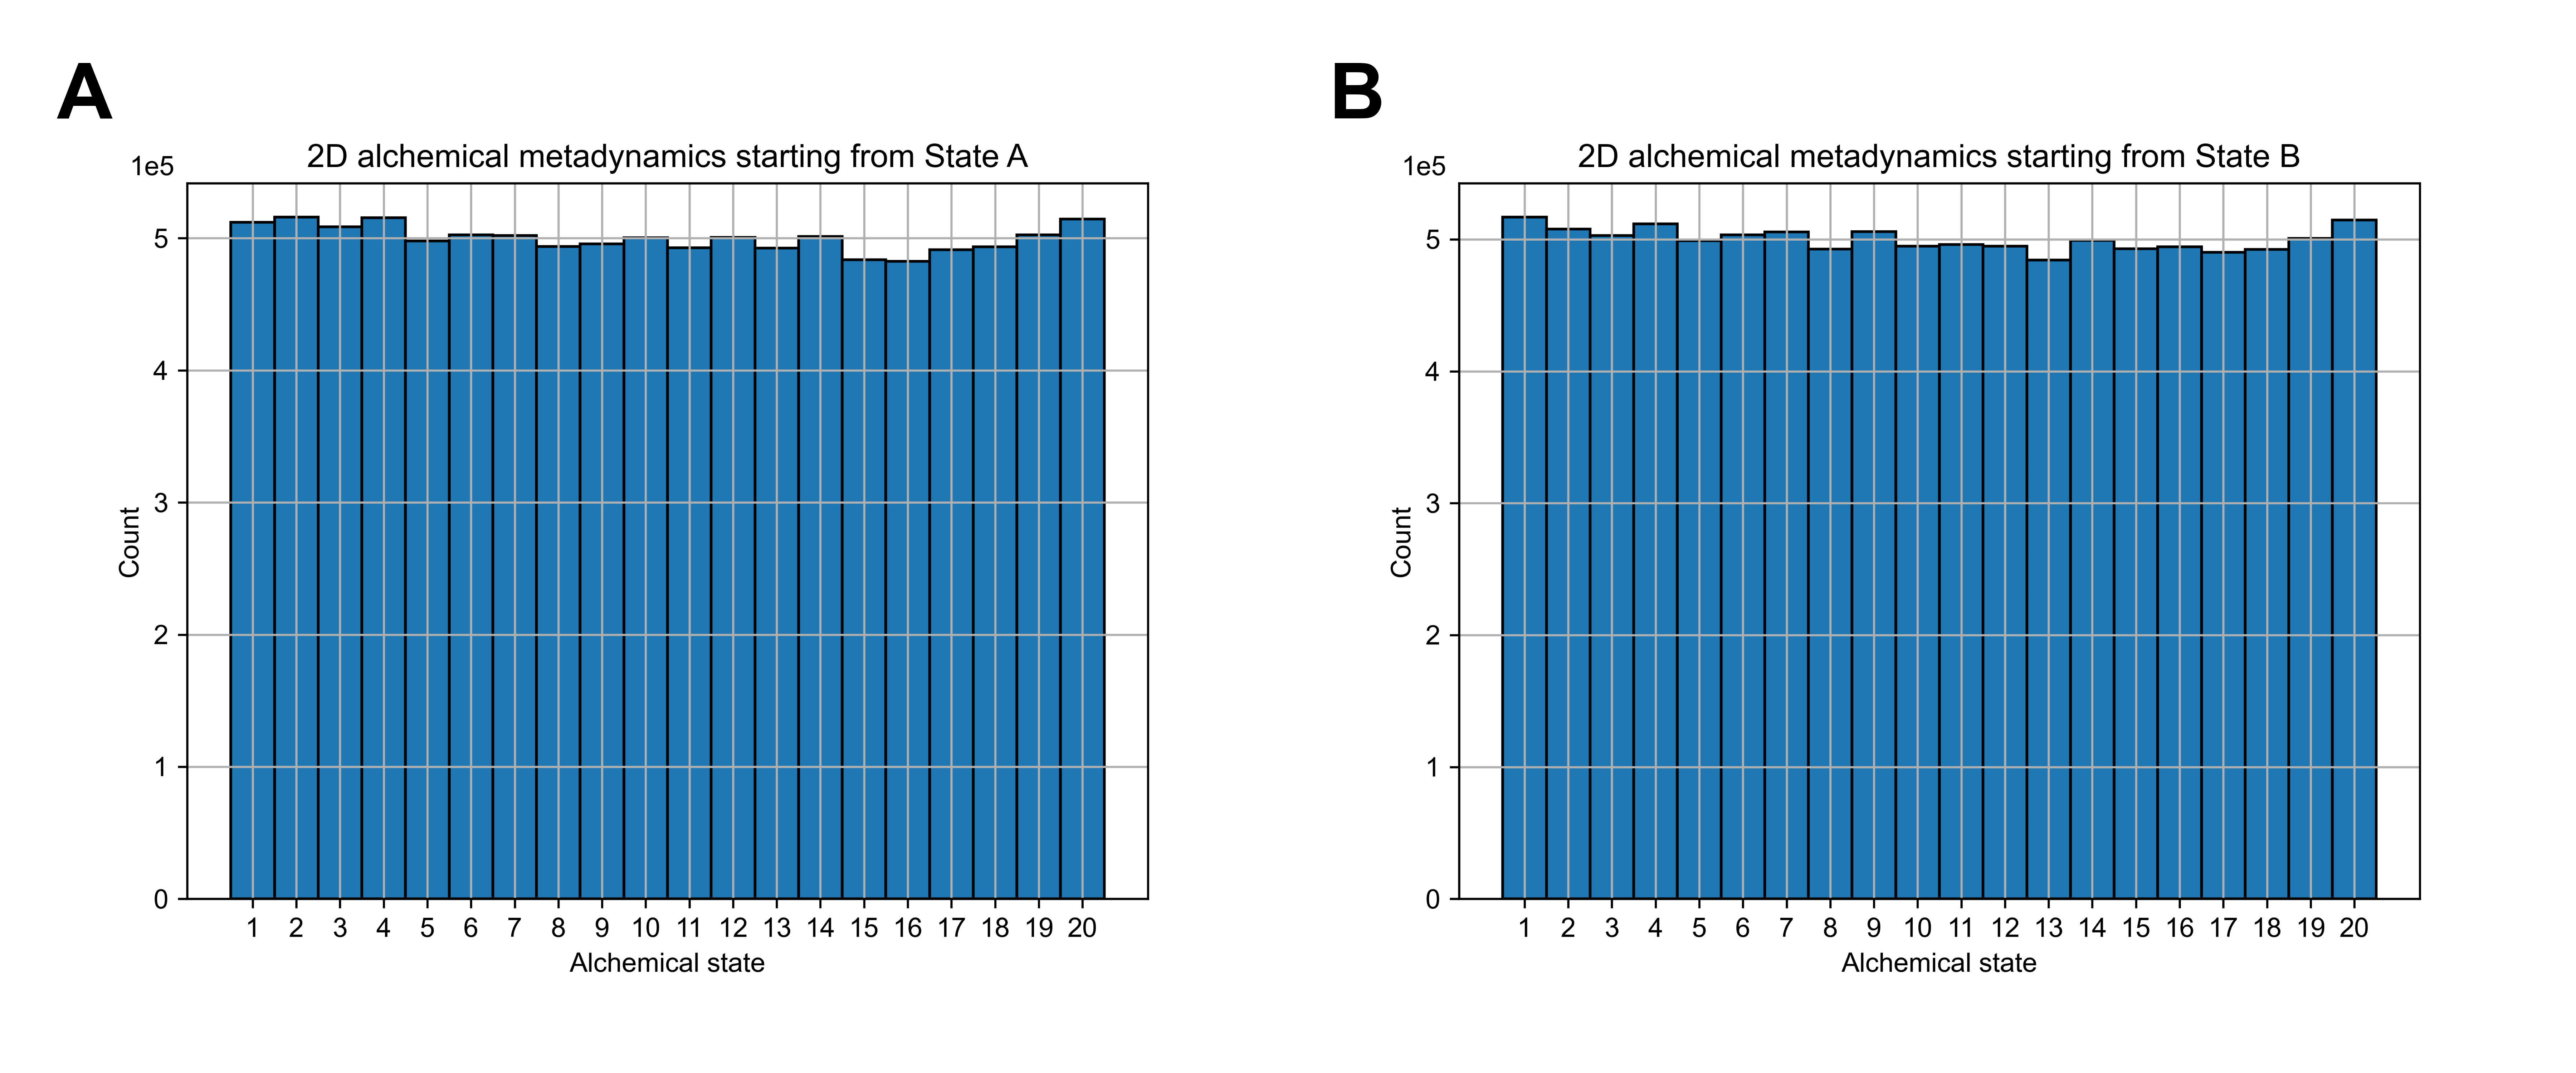 A
2D alchemical metadynamics starting from State A
1e5
5
4
3
2
1
0
Count
1 2 3 4 5 6 7 8 9 10 11 12 13 14 15 16 17 18 19 20
Alchemical state
B
2D alchemical metadynamics starting from State B
1e5
5
4
3
2
1
0
Count
1 2 3 4 5 6 7 8 9 10 11 12 13 14 15 16 17 18 19 20
Alchemical state